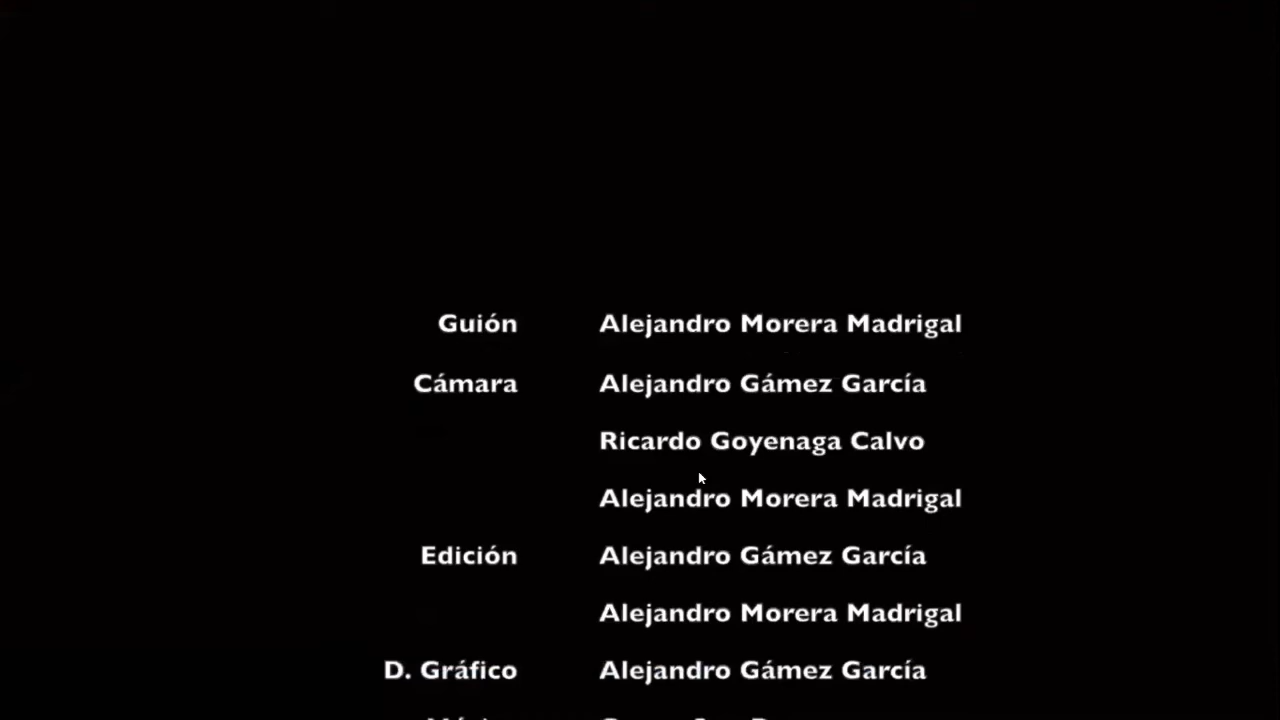 Guión Alejandro Morera Madrigal
Cámara Alejandro Gámez García
Ricardo Goyenaga Calvo
Alejandro Morera Madrigal
Edición Alejandro Gámez García
Alejandro Morera Madrigal
D. Gráfico Alejandro Gámez García